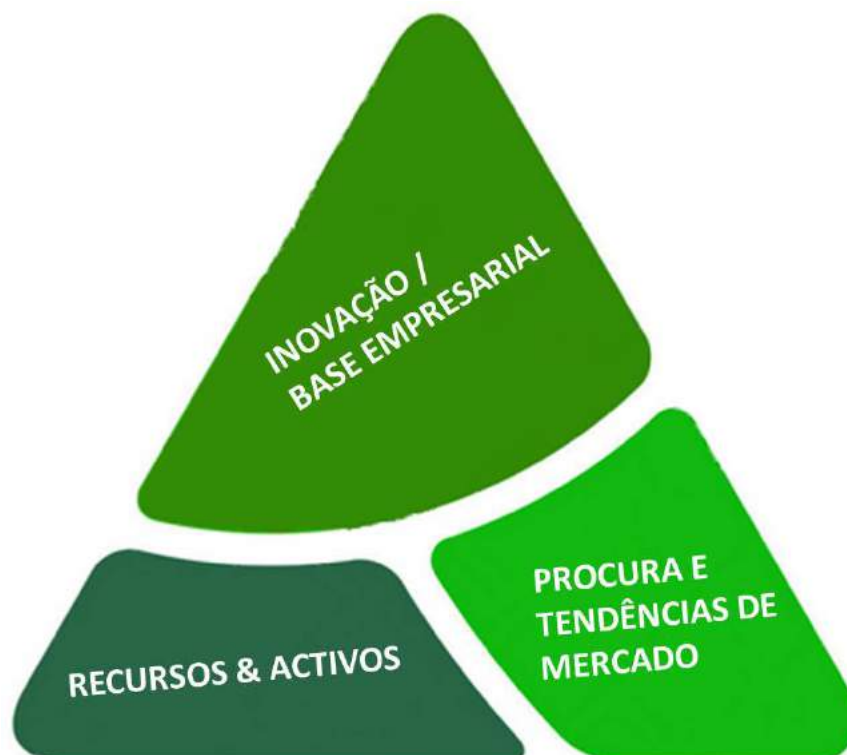 INOVAÇÃO /
BASE EMPRESARIAL
PROCURA E
TENDÊNCIAS DE
MERCADO
RECURSOS & ACTIVOS